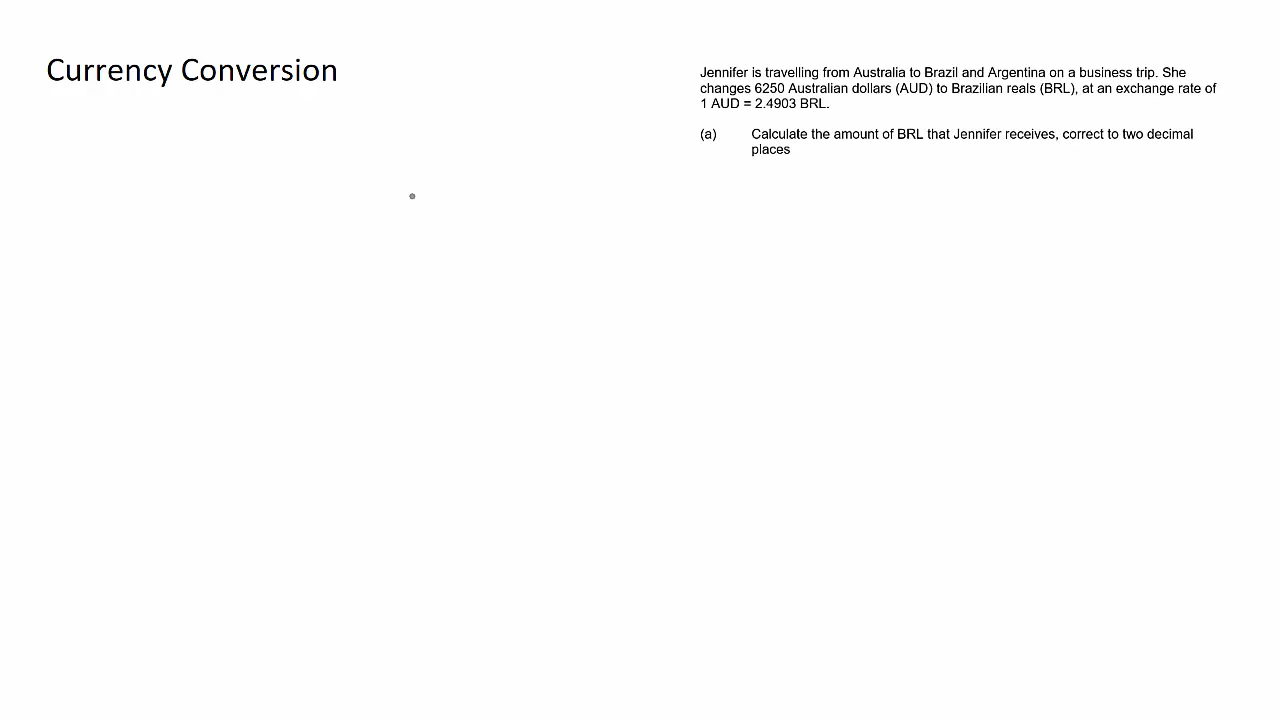 Currency Conversion
Jennifer is travelling from Australia to Brazil and Argentina on a business trip. She
changes 6250 Australian dollars (AUD) to Brazilian reals (BRL), at an exchange rate of
1 AUD = 2.4903 BRL.
(a) Calculate the amount of BRL that Jennifer receives, correct to two decimal
places